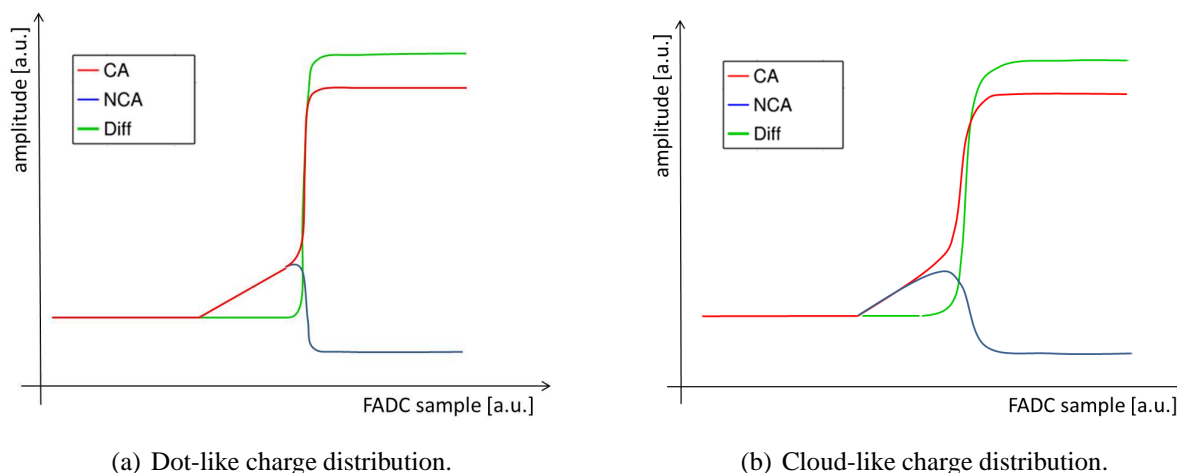 amplitude [a.u.]
CA
NCA
Diff
FADC sample [a.u.]
(a) Dot-like charge distribution.
amplitude [a.u.]
CA
NCA
Diff
FADC sample [a.u.]
(b) Cloud-like charge distribution.